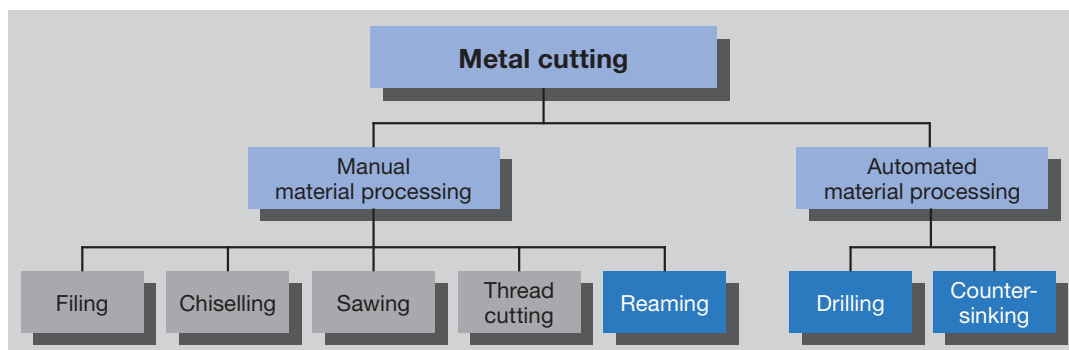 Metal cutting
Manual
material processing
Automated
material processing
Filing
Chiselling
Sawing
Thread
cutting
Reaming
Drilling
Counter-
sinking